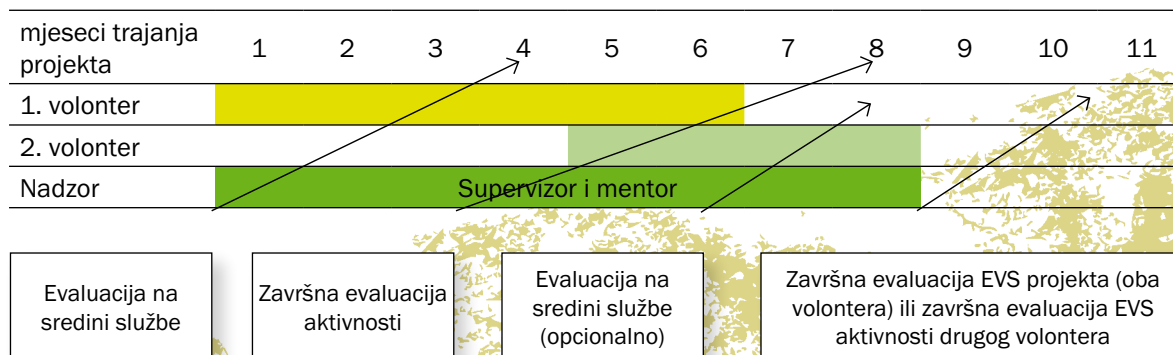 mjeseci trajanja
projekta
1 2 3 4 5 6 7 8 9 10 11
1. volonter
2. volonter
Nadzor
Supervizor i mentor
Evaluacija na
sredini službe
Završna evaluacija
aktivnosti
Evaluacija na
sredini službe
(opcionalno)
Završna evaluacija EVS projekta (oba
volontera) ili završna evaluacija EVS
aktivnosti drugog volontera